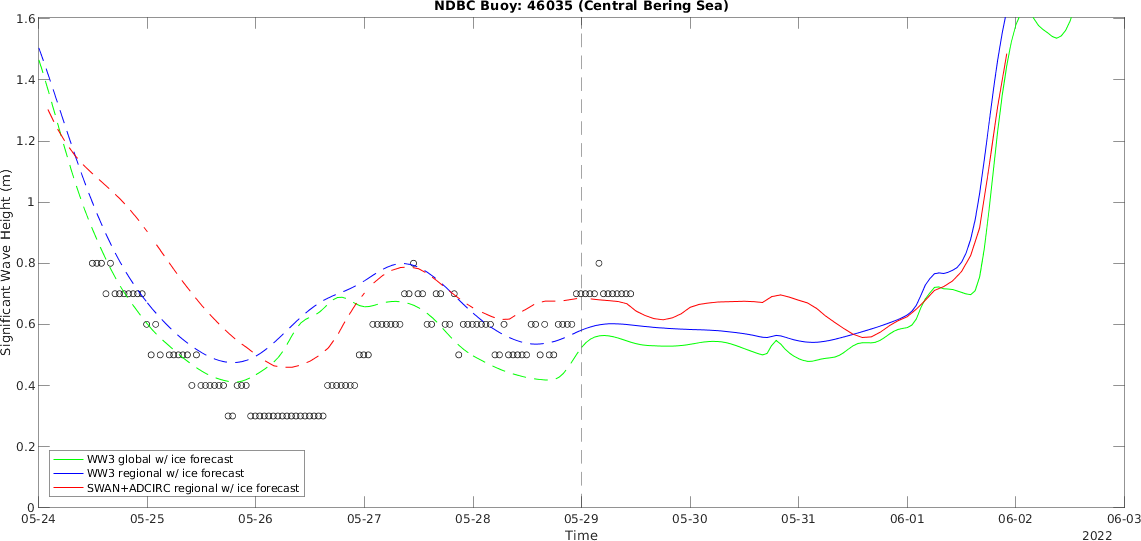 NDBC Buoy: 46035 (Central Bering Sea)
1.6
1.4
1.2
1
0.8
0.6
0.4
0.2
0
Significant Wave Height (m)
WW3 global w/ ice forecast
WW3 regional w/ ice forecast
SWAN+ADCIRC regional w/ ice forecast
05-24 05-25 05-26 05-27 05-28 05-29 05-30 05-31 06-01 06-02 06-03
Time
2022